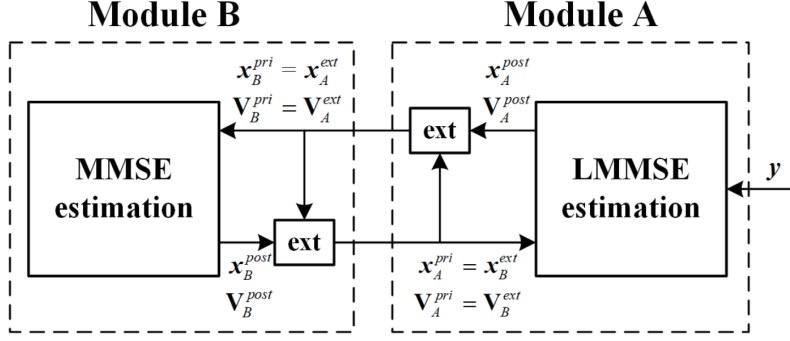 Module B
Module A
x_B^{pri} = x_A^{ext}
V_B^{pri} = V_A^{ext}
x_A^{post}
V_A^{post}
ext
MMSE
estimation
LMMSE
estimation
y
ext
x_B^{post}
V_B^{post}
x_A^{pri} = x_B^{ext}
V_A^{pri} = V_B^{ext}